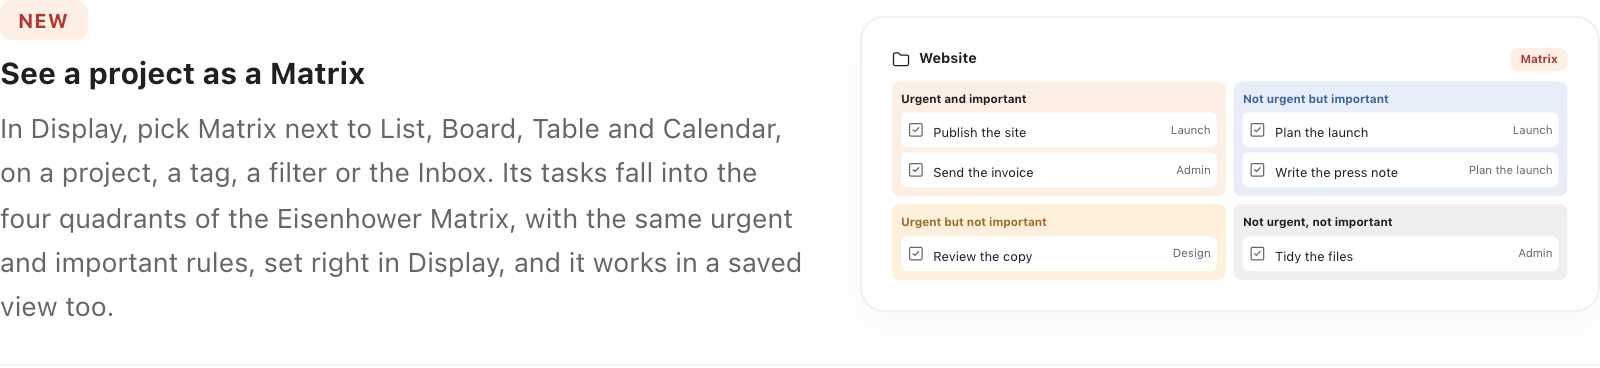 NEW
See a project as a Matrix
In Display, pick Matrix next to List, Board, Table and Calendar,
on a project, a tag, a filter or the Inbox. Its tasks fall into the
four quadrants of the Eisenhower Matrix, with the same urgent
and important rules, set right in Display, and it works in a saved
view too.
Website
Matrix
Urgent and important
Publish the site Launch
Send the invoice Admin
Not urgent but important
Plan the launch Launch
Write the press note Plan the launch
Urgent but not important
Review the copy Design
Not urgent, not important
Tidy the files Admin